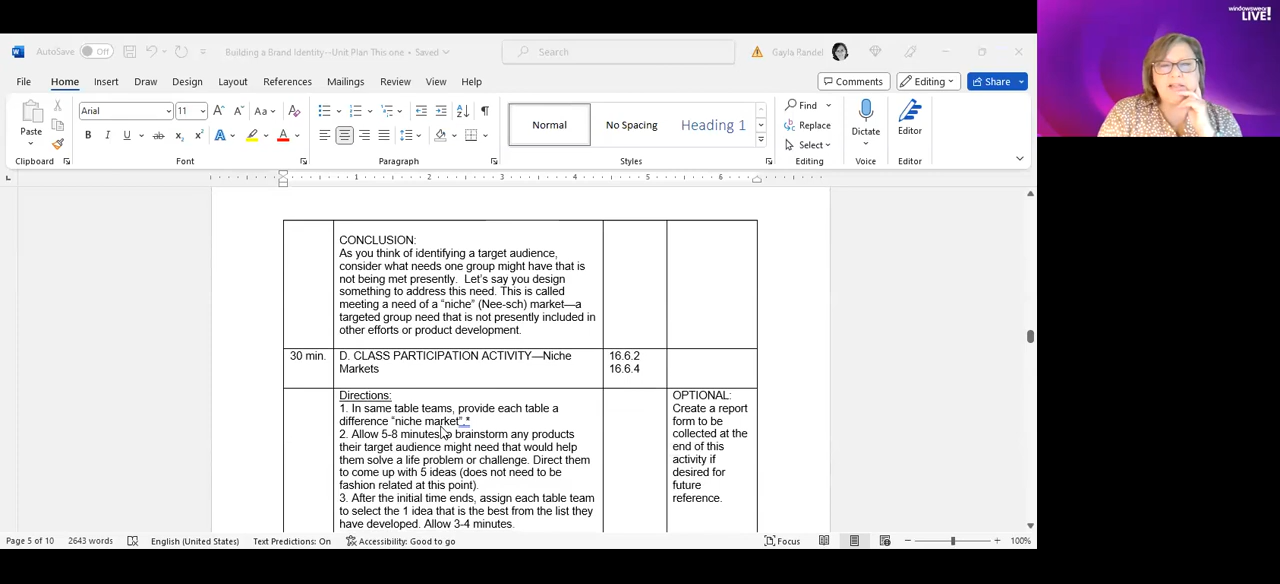 windowswear
LIVE!
AutoSave Off
Building a Brand Identity--Unit Plan This one • Saved
Search
Gayla Randel
File Home Insert Draw Design Layout References Mailings Review View Help
Comments Editing Share
Paste
Arial 11
Normal No Spacing Heading 1
Find
Replace
Select
Dictate
Editor
Clipboard Font Paragraph Styles Editing Voice Editor
1 2 3 4 5 6
CONCLUSION:
As you think of identifying a target audience,
consider what needs one group might have that is
not being met presently. Let's say you design
something to address this need. This is called
meeting a need of a “niche” (Nee-sch) market—a
targeted group need that is not presently included in
other efforts or product development.
30 min.
D. CLASS PARTICIPATION ACTIVITY—Niche
Markets
16.6.2
16.6.4
Directions:
1. In same table teams, provide each table a
difference “niche market”.*
2. Allow 5-8 minutes to brainstorm any products
their target audience might need that would help
them solve a life problem or challenge. Direct them
to come up with 5 ideas (does not need to be
fashion related at this point).
3. After the initial time ends, assign each table team
to select the 1 idea that is the best from the list they
have developed. Allow 3-4 minutes.
OPTIONAL:
Create a report
form to be
collected at the
end of this
activity if
desired for
future
reference.
Page 5 of 10 2643 words English (United States) Text Predictions: On Accessibility: Good to go Focus 100%